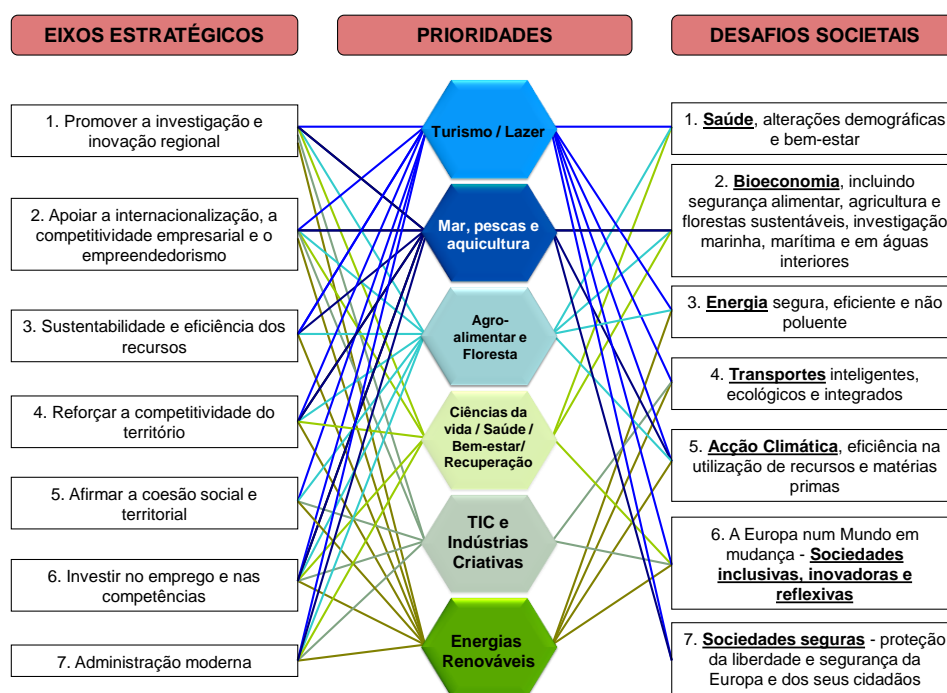 EIXOS ESTRATÉGICOS
PRIORIDADES
DESAFIOS SOCIETAIS
1. Promover a investigação e
inovação regional
2. Apoiar a internacionalização, a
competitividade empresarial e o
empreendedorismo
3. Sustentabilidade e eficiência dos
recursos
4. Reforçar a competitividade do
território
5. Afirmar a coesão social e
territorial
6. Investir no emprego e nas
competências
7. Administração moderna
Turismo / Lazer
Mar, pescas e
aquicultura
Agro-
alimentar e
Floresta
Ciências da
vida / Saúde /
Bem-estar/
Recuperação
TIC e
Indústrias
Criativas
Energias
Renováveis
1. Saúde, alterações demográficas
e bem-estar
2. Bioeconomia, incluindo
segurança alimentar, agricultura e
florestas sustentáveis, investigação
marinha, marítima e em águas
interiores
3. Energia segura, eficiente e não
poluente
4. Transportes inteligentes,
ecológicos e integrados
5. Acção Climática, eficiência na
utilização de recursos e matérias
primas
6. A Europa num Mundo em
mudança - Sociedades
inclusivas, inovadoras e
reflexivas
7. Sociedades seguras - proteção
da liberdade e segurança da
Europa e dos seus cidadãos